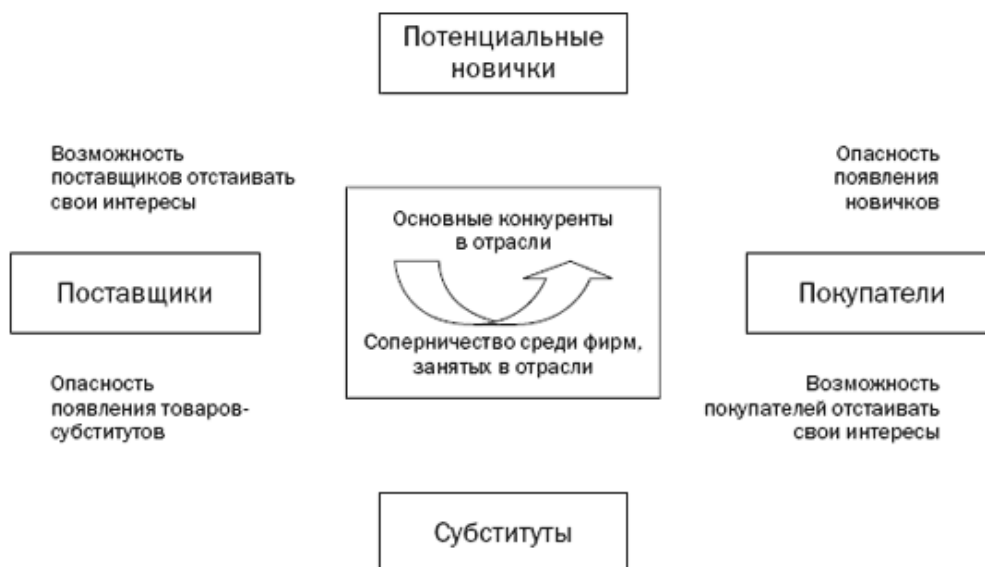 Потенциальные
новички
Возможность
поставщиков отстаивать
свои интересы
Опасность
появления
новичков
Основные конкуренты
в отрасли
Поставщики
Покупатели
Соперничество среди фирм,
занятых в отрасли
Опасность
появления товаров-
субститутов
Возможность
покупателей отстаивать
свои интересы
Субституты